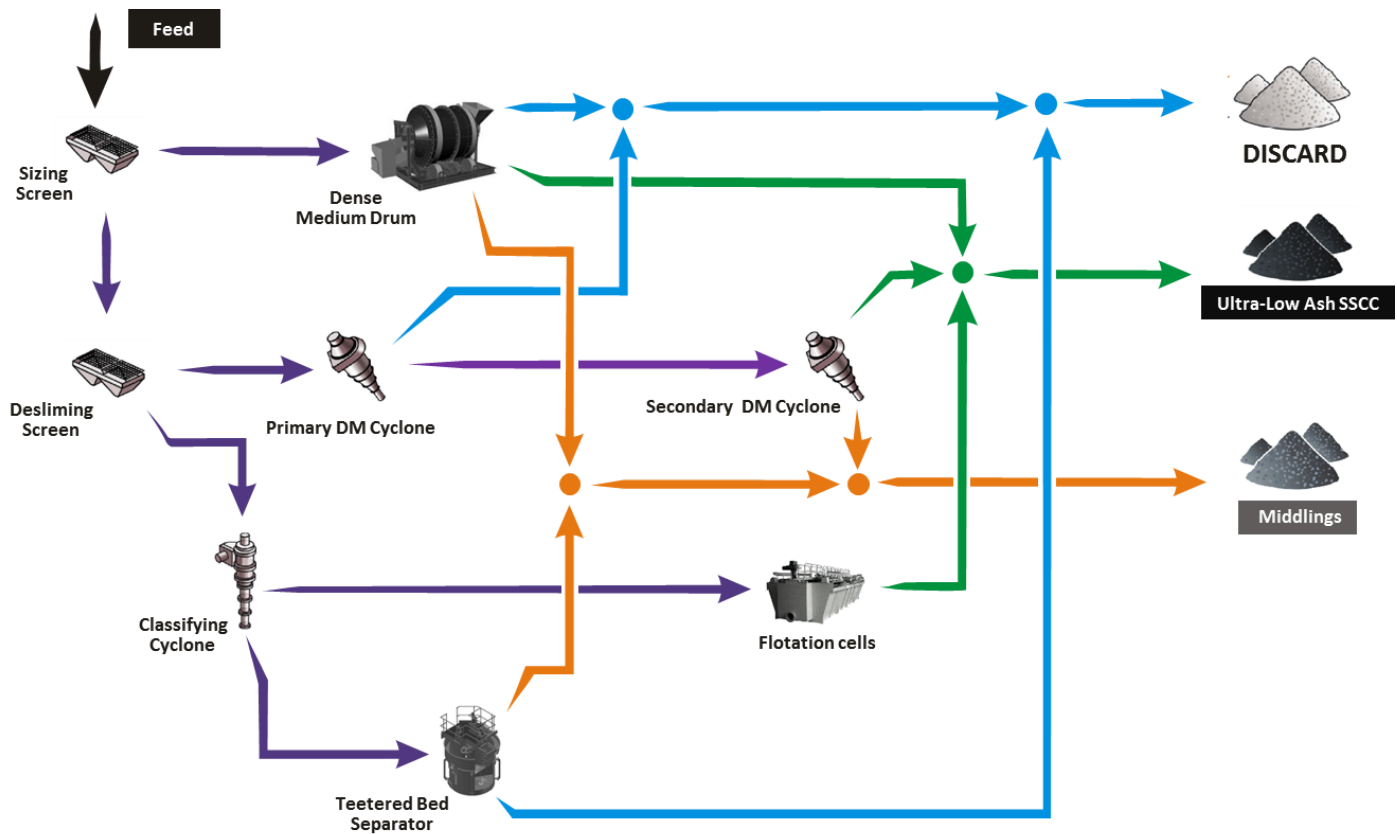 Feed
Sizing
Screen
Dense
Medium Drum
DISCARD
Ultra-Low Ash SSCC
Desliming
Screen
Primary DM Cyclone
Secondary DM Cyclone
Middlings
Classifying
Cyclone
Flotation cells
Teetered Bed
Separator